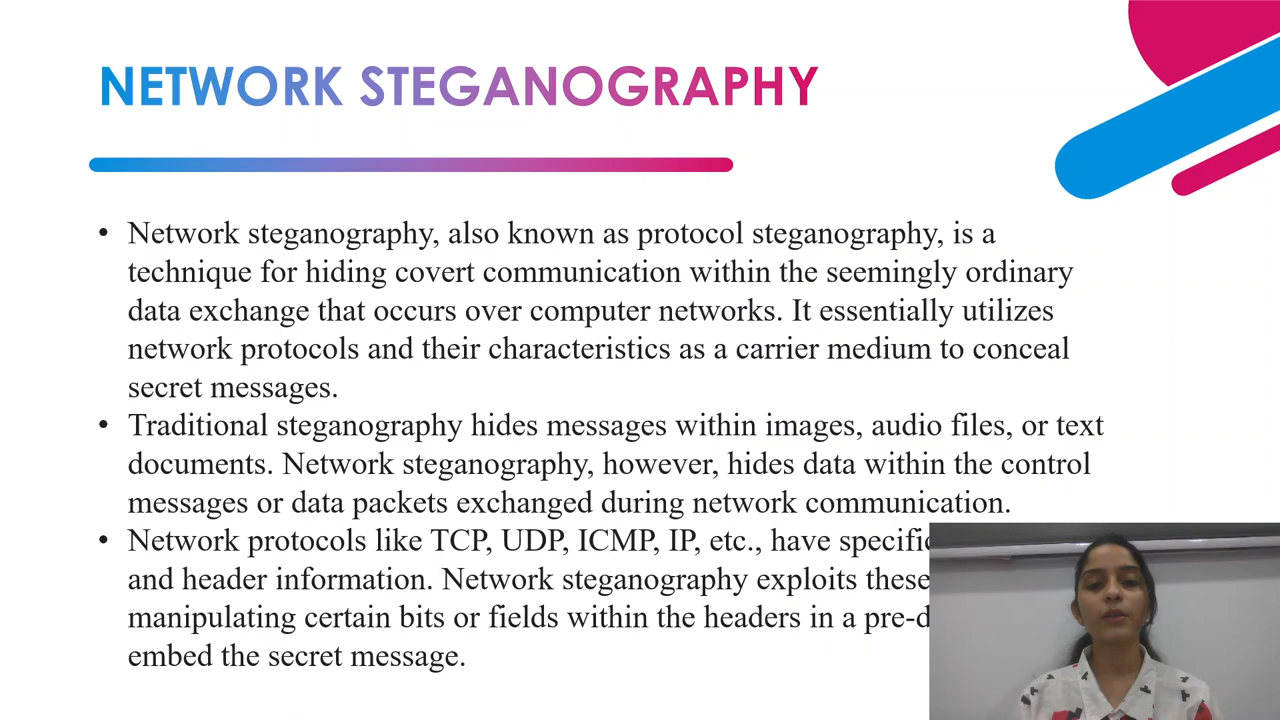 NETWORK STEGANOGRAPHY
• Network steganography, also known as protocol steganography, is a
technique for hiding covert communication within the seemingly ordinary
data exchange that occurs over computer networks. It essentially utilizes
network protocols and their characteristics as a carrier medium to conceal
secret messages.
• Traditional steganography hides messages within images, audio files, or text
documents. Network steganography, however, hides data within the control
messages or data packets exchanged during network communication.
• Network protocols like TCP, UDP, ICMP, IP, etc., have specific
and header information. Network steganography exploits these
manipulating certain bits or fields within the headers in a pre-d
embed the secret message.